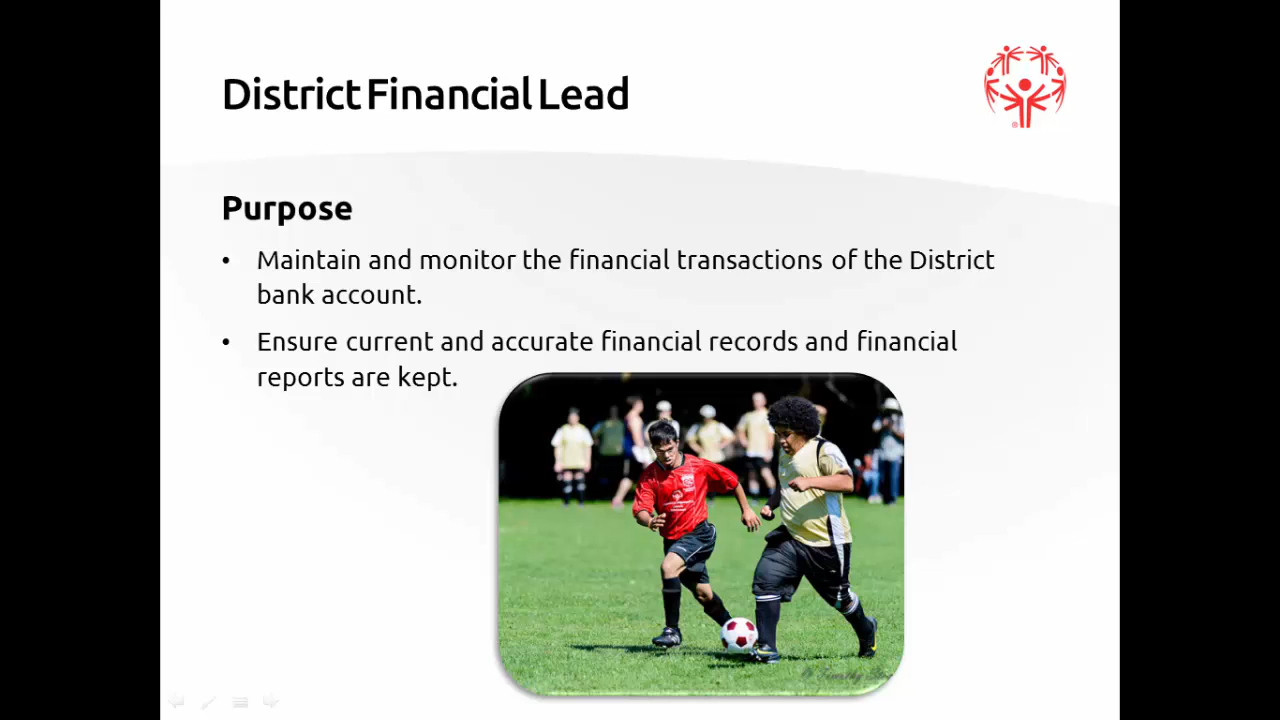 District Financial Lead
Purpose
• Maintain and monitor the financial transactions of the District
bank account.
• Ensure current and accurate financial records and financial
reports are kept.